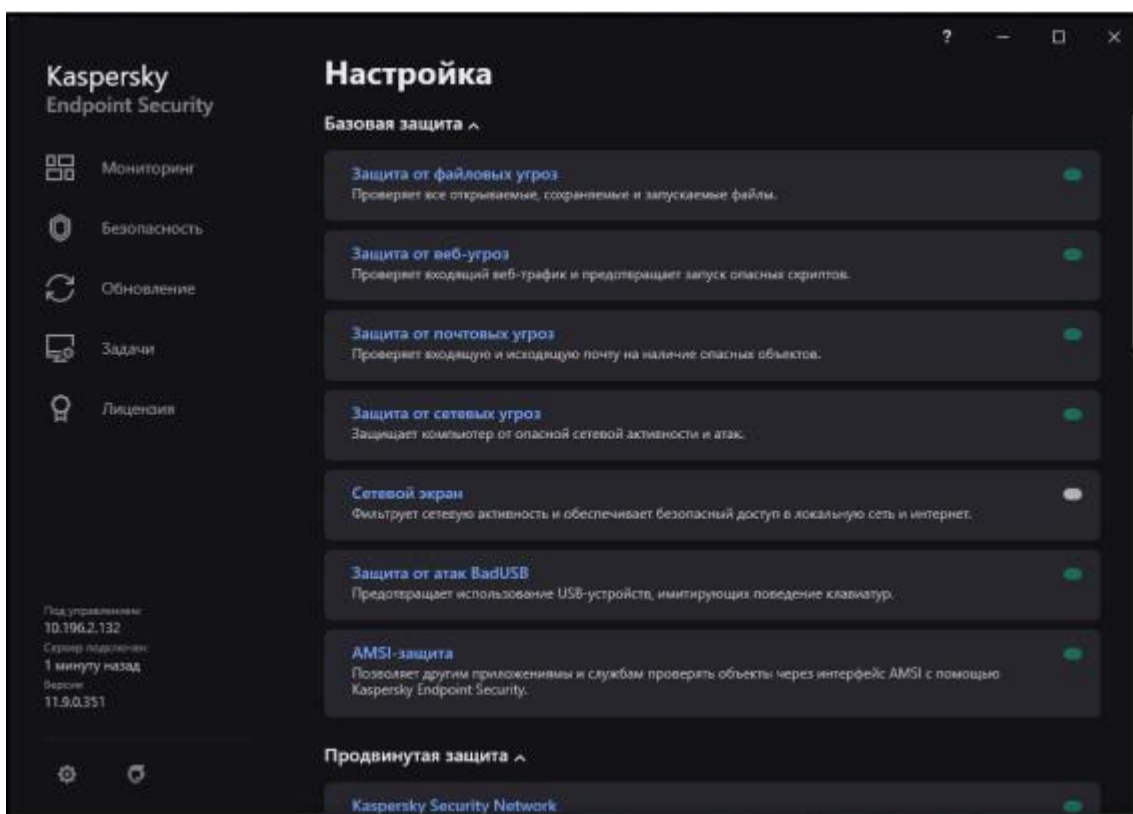 ?
Kaspersky
Endpoint Security
Мониторинг
Безопасность
Обновление
Задачи
Лицензия
Под управлением:
10.196.2.132
Сервер подключен:
1 минуту назад
Версия:
11.9.0.351
Настройка
Базовая защита
Защита от файловых угроз
Проверяет все открываемые, сохраняемые и запускаемые файлы.
Защита от веб-угроз
Проверяет входящий веб-трафик и предотвращает запуск опасных скриптов.
Защита от почтовых угроз
Проверяет входящую и исходящую почту на наличие опасных объектов.
Защита от сетевых угроз
Защищает компьютер от опасной сетевой активности и атак.
Сетевой экран
Фильтрует сетевую активность и обеспечивает безопасный доступ в локальную сеть и интернет.
Защита от атак BadUSB
Предотвращает использование USB-устройств, имитирующих поведение клавиатур.
AMSI-защита
Позволяет другим приложениямы и службам проверять объекты через интерфейс AMSI с помощью
Kaspersky Endpoint Security.
Продвинутая защита
Kaspersky Security Network